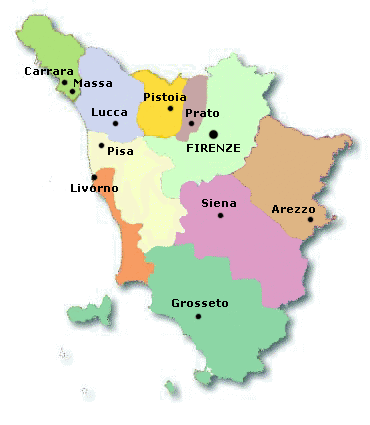 Carrara
Massa
Lucca
Pistoia
Prato
FIRENZE
Pisa
Livorno
Siena
Arezzo
Grosseto